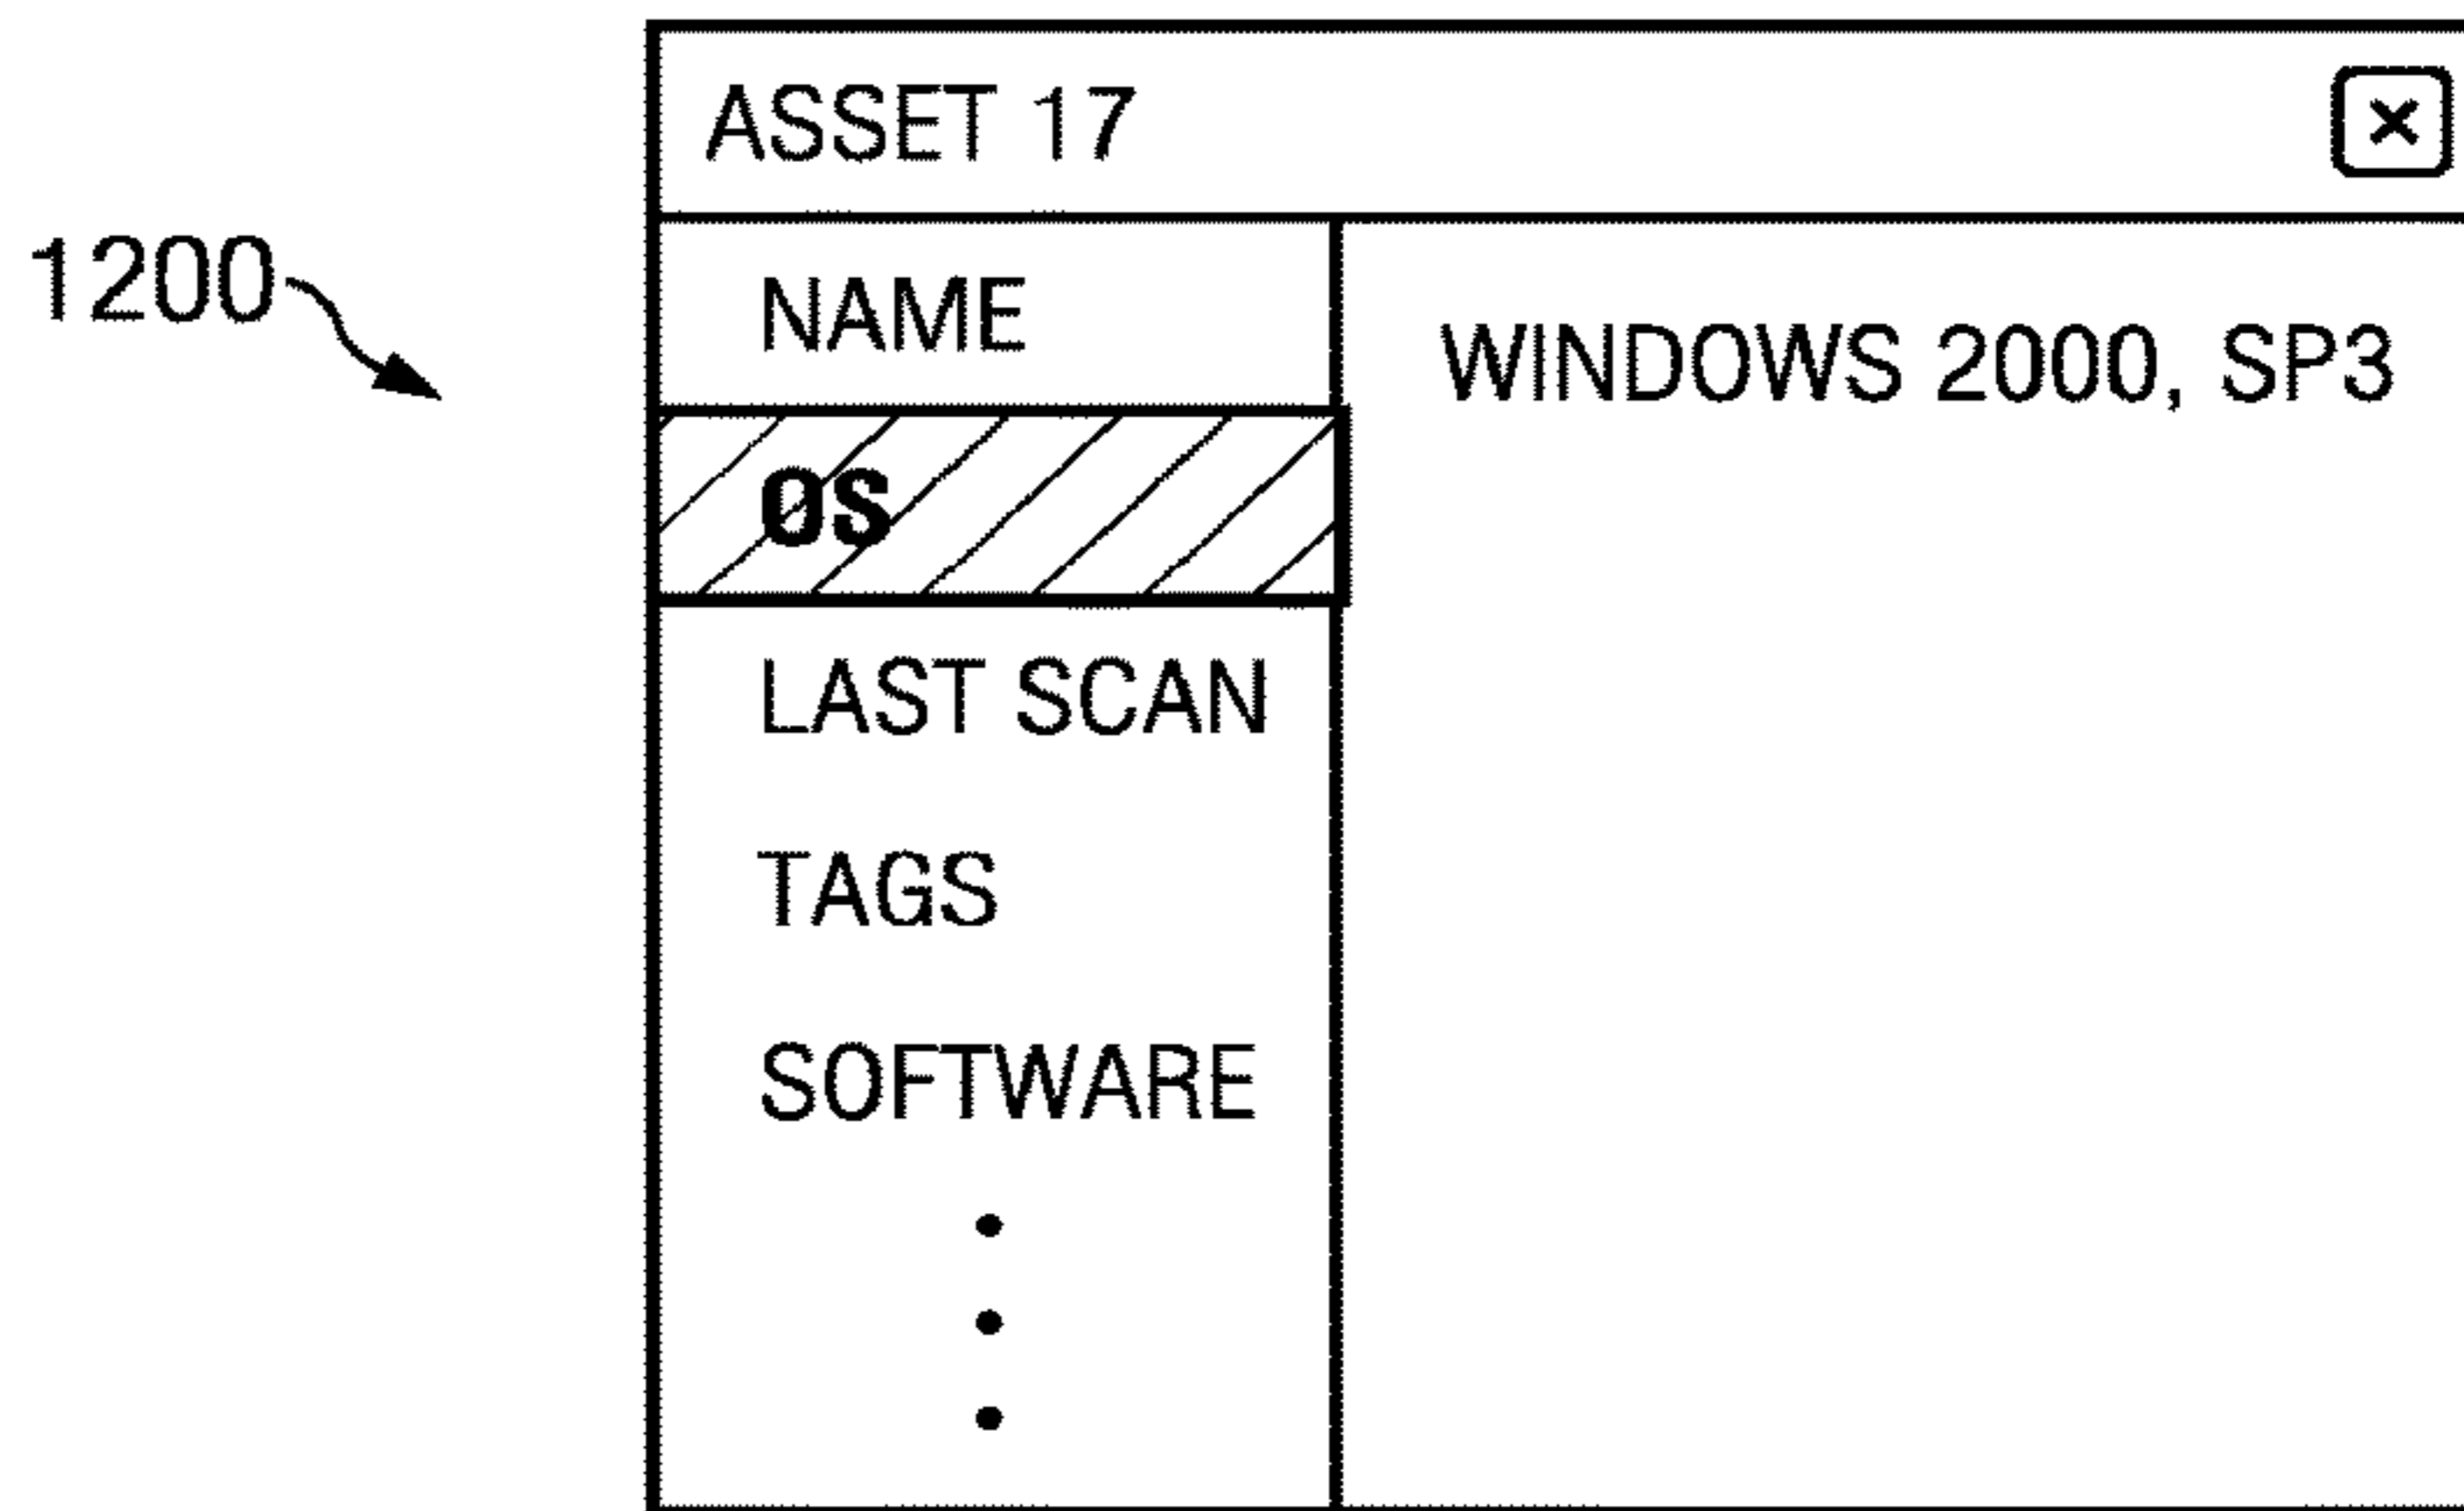 ASSET 17
1200
NAME
WINDOWS 2000, SP3
OS
LAST SCAN
TAGS
SOFTWARE